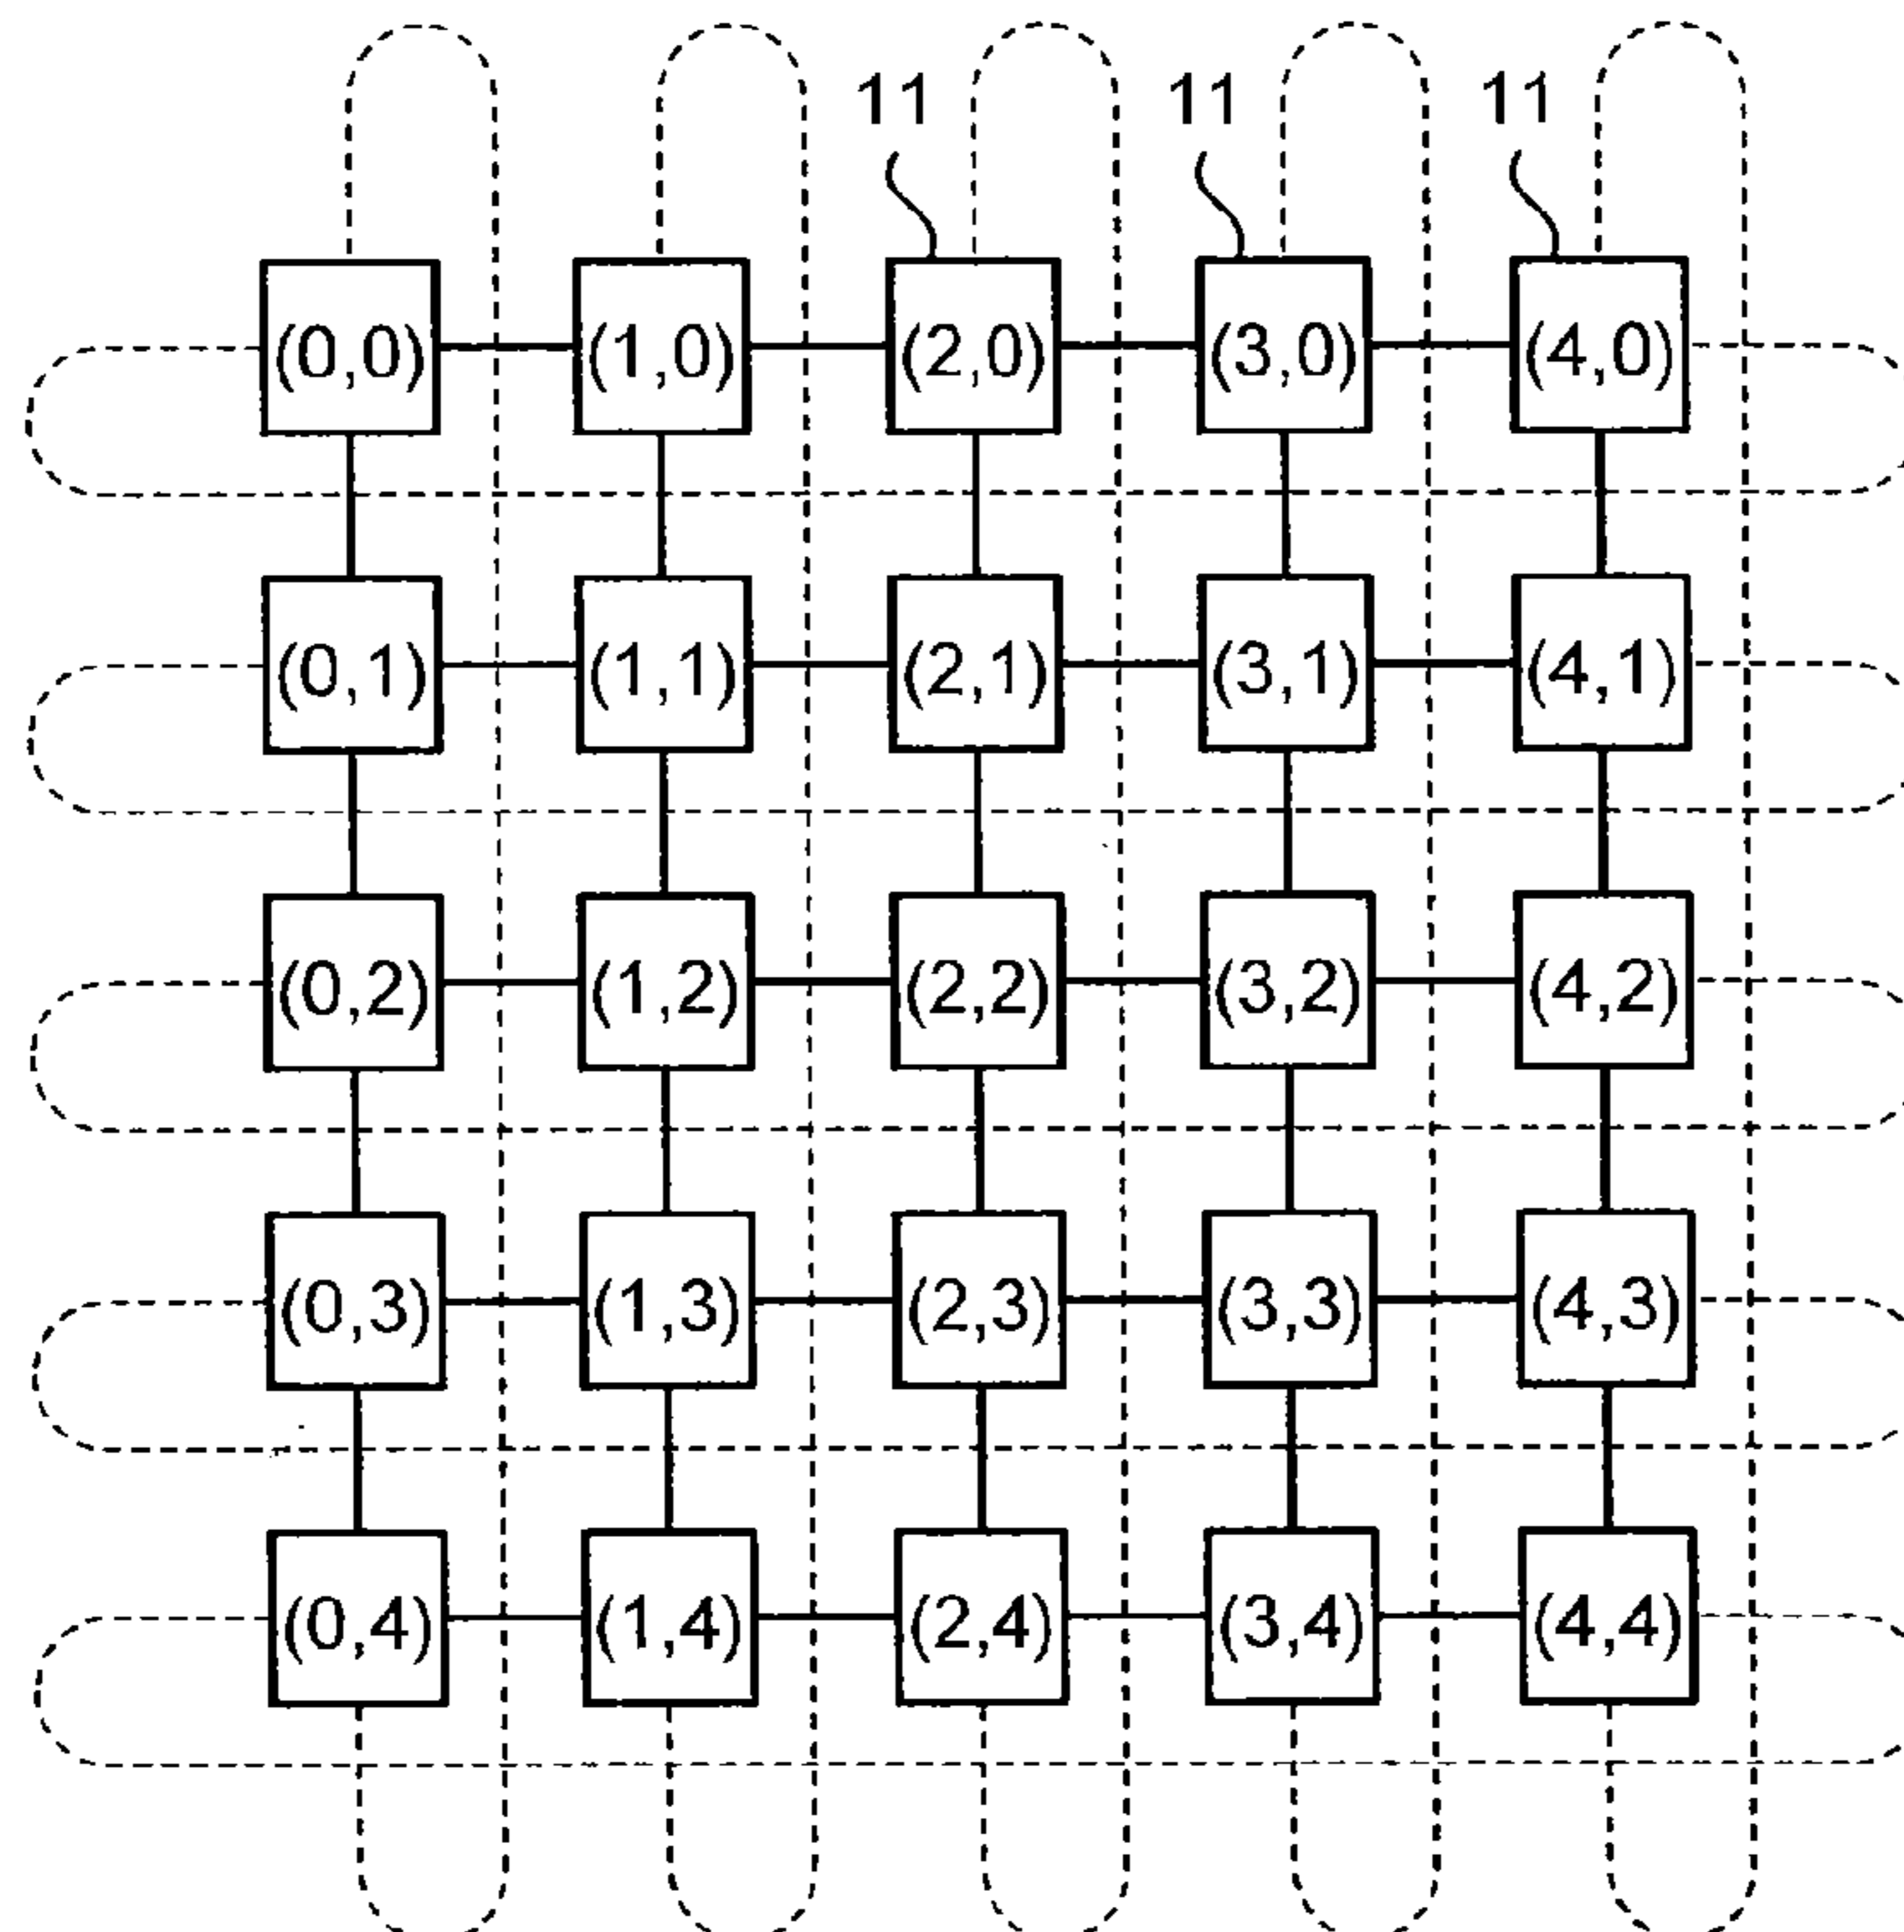 11 11 11
(0,0) (1,0) (2,0) (3,0) (4,0)
(0,1) (1,1) (2,1) (3,1) (4,1)
(0,2) (1,2) (2,2) (3,2) (4,2)
(0,3) (1,3) (2,3) (3,3) (4,3)
(0,4) (1,4) (2,4) (3,4) (4,4)